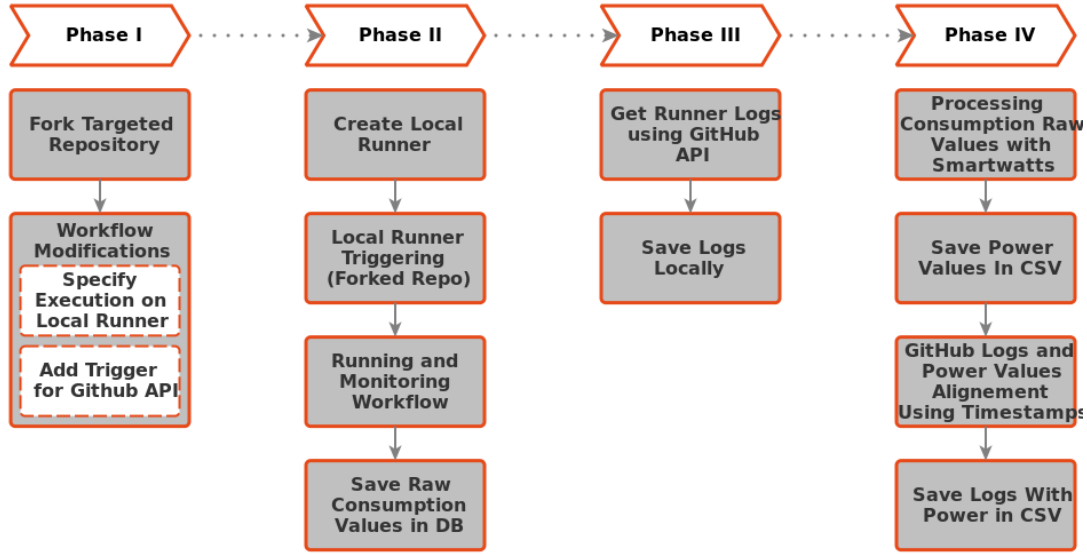 Phase I
Phase II
Phase III
Phase IV
Fork Targeted
Repository
Workflow
Modifications
Specify
Execution on
Local Runner
Add Trigger
for Github API
Create Local
Runner
Local Runner
Triggering
(Forked Repo)
Running and
Monitoring
Workflow
Save Raw
Consumption
Values in DB
Get Runner Logs
using GitHub
API
Save Logs
Locally
Processing
Consumption Raw
Values with
Smartwatts
Save Power
Values In CSV
GitHub Logs and
Power Values
Alignement
Using Timestamps
Save Logs With
Power in CSV